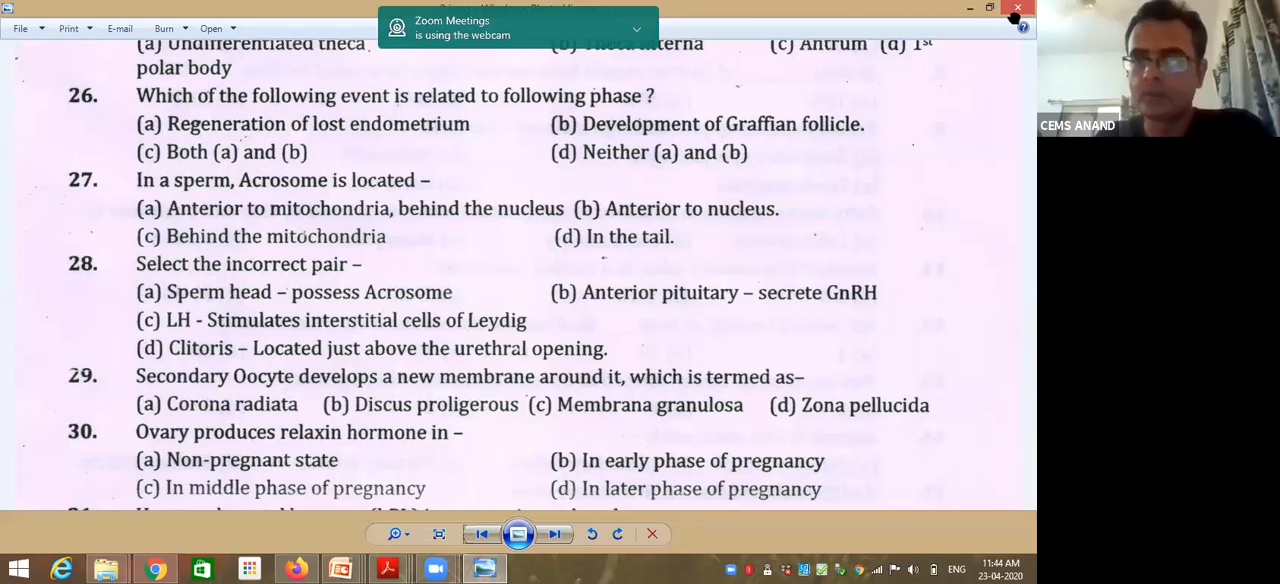 Zoom Meetings
is using the webcam
File Print E-mail Burn Open
(a) Undifferentiated theca (b) Theca interna (c) Antrum (d) 1st
polar body
26. Which of the following event is related to following phase ?
(a) Regeneration of lost endometrium (b) Development of Graffian follicle.
(c) Both (a) and (b) (d) Neither (a) and (b)
27. In a sperm, Acrosome is located –
(a) Anterior to mitochondria, behind the nucleus (b) Anterior to nucleus.
(c) Behind the mitochondria (d) In the tail.
28. Select the incorrect pair –
(a) Sperm head – possess Acrosome (b) Anterior pituitary – secrete GnRH
(c) LH - Stimulates interstitial cells of Leydig
(d) Clitoris – Located just above the urethral opening.
29. Secondary Oocyte develops a new membrane around it, which is termed as–
(a) Corona radiata (b) Discus proligerous (c) Membrana granulosa (d) Zona pellucida
30. Ovary produces relaxin hormone in –
(a) Non-pregnant state (b) In early phase of pregnancy
(c) In middle phase of pregnancy (d) In later phase of pregnancy
CEMS ANAND
ENG
11:44 AM
23-04-2020